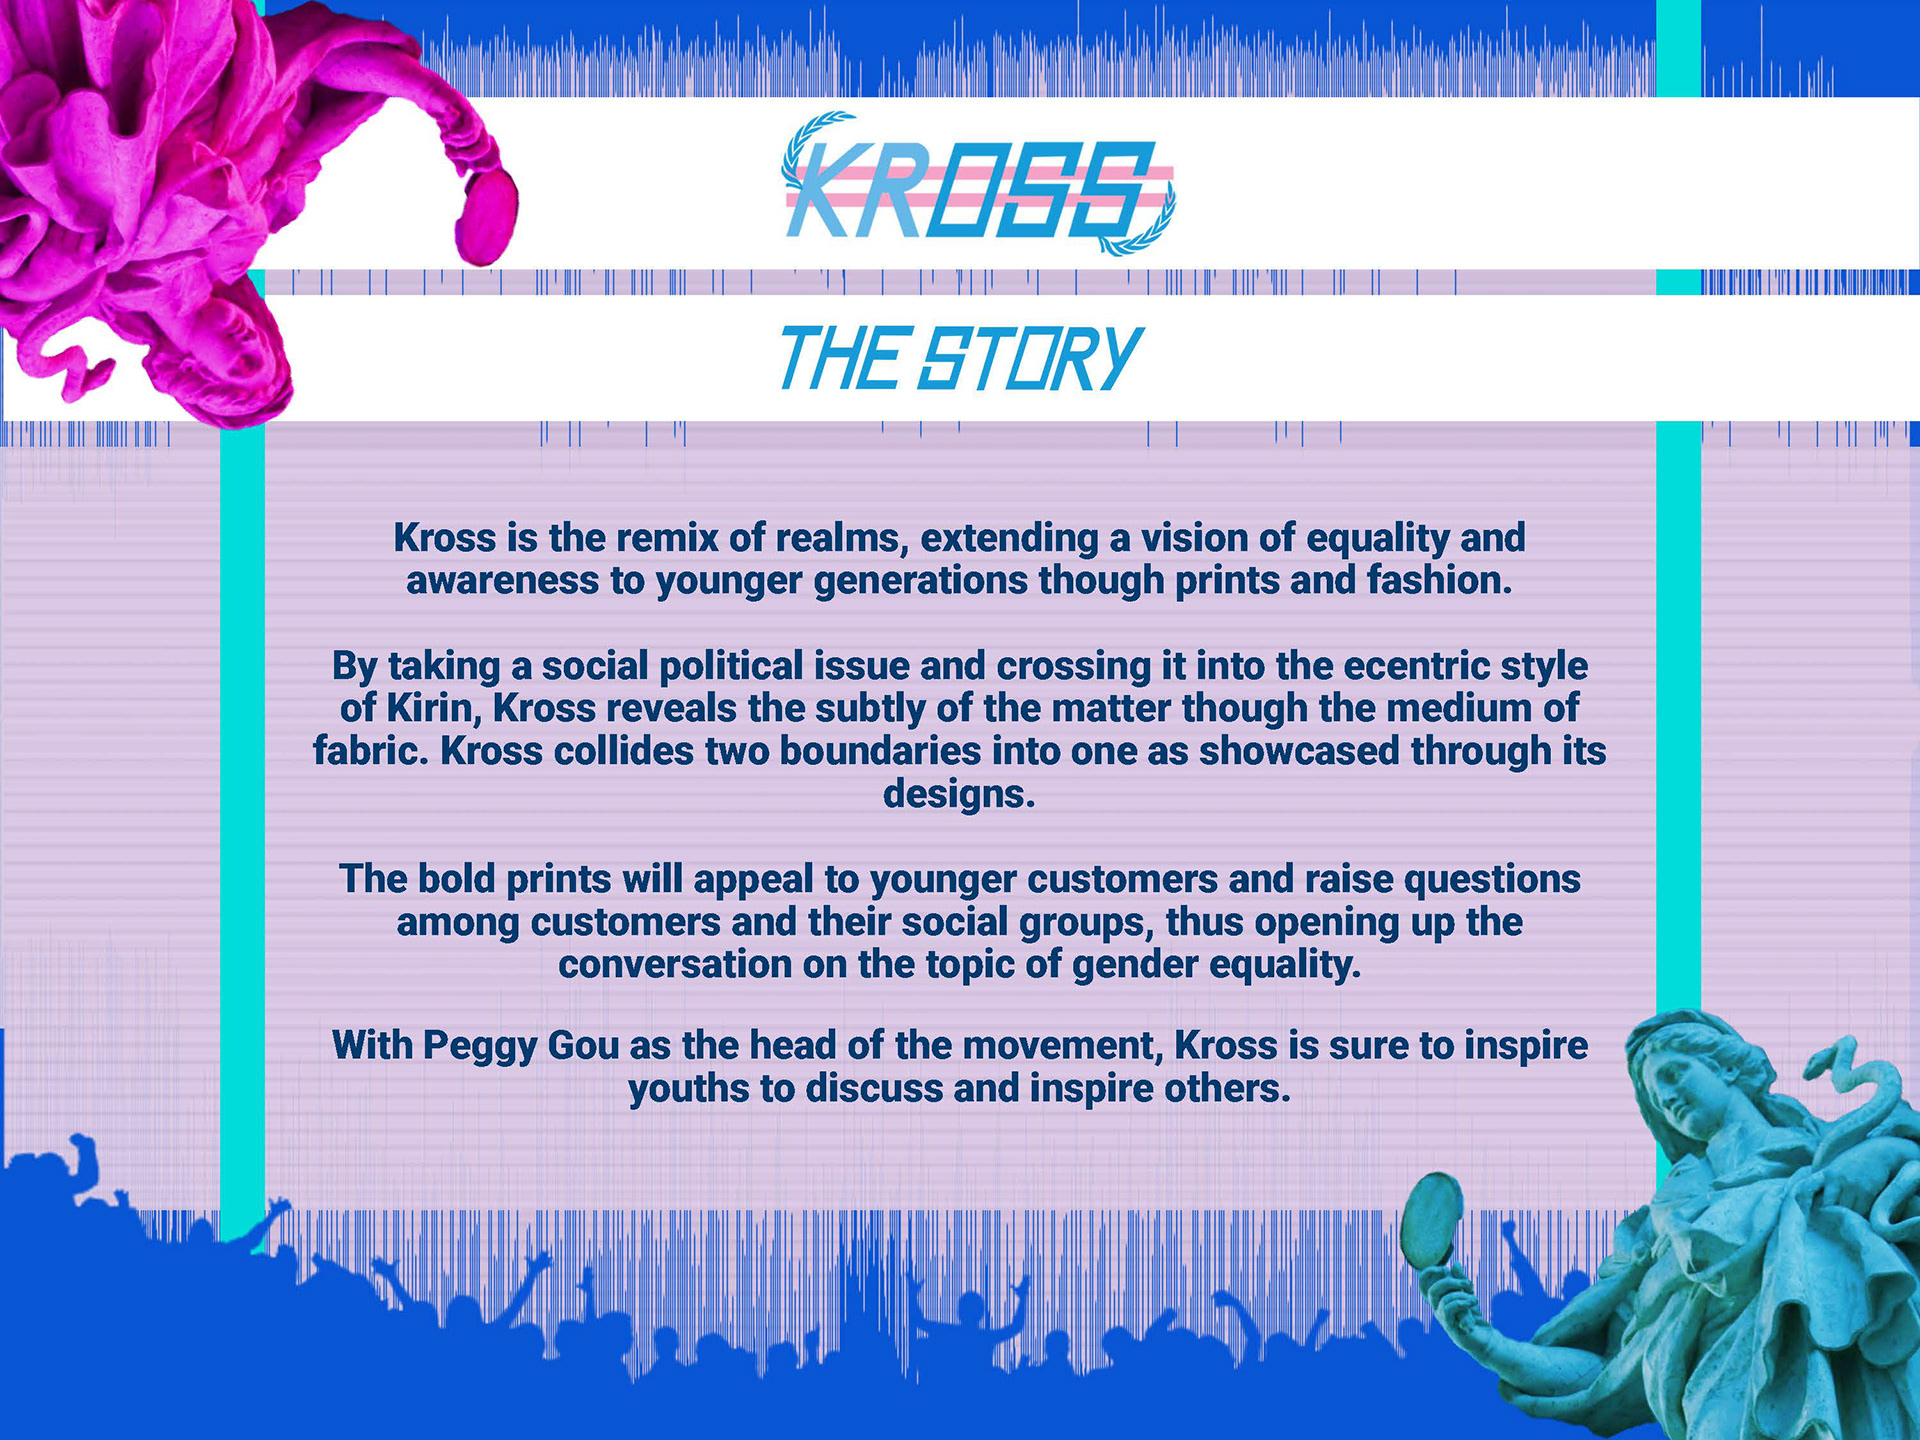 KROSS
THE STORY
Kross is the remix of realms, extending a vision of equality and
awareness to younger generations though prints and fashion.
By taking a social political issue and crossing it into the ecentric style
of Kirin, Kross reveals the subtly of the matter though the medium of
fabric. Kross collides two boundaries into one as showcased through its
designs.
The bold prints will appeal to younger customers and raise questions
among customers and their social groups, thus opening up the
conversation on the topic of gender equality.
With Peggy Gou as the head of the movement, Kross is sure to inspire
youths to discuss and inspire others.